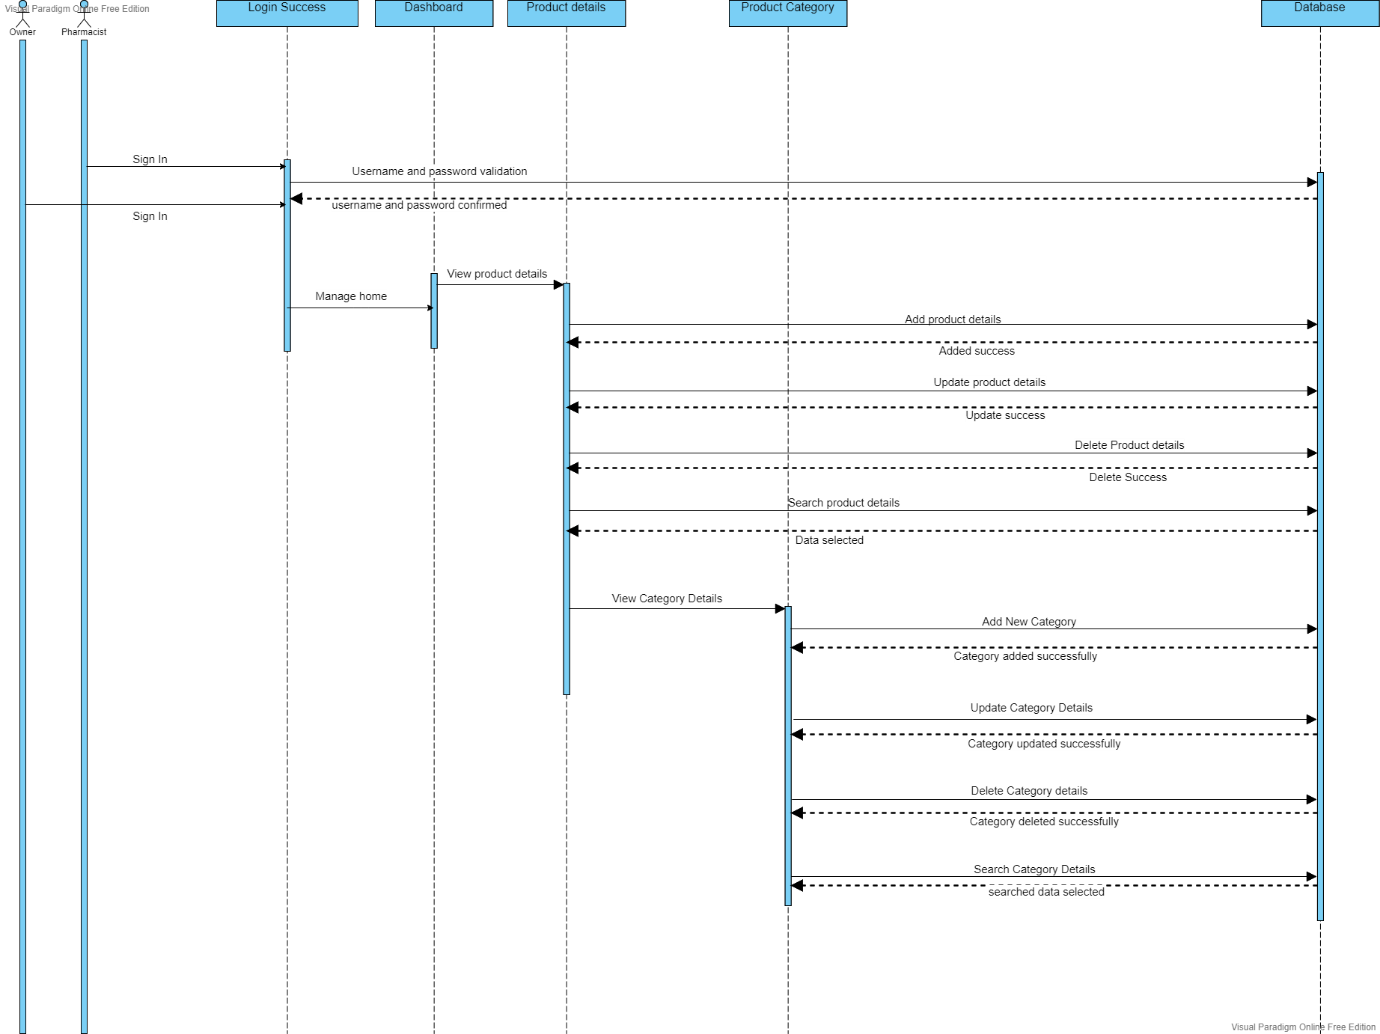 Visual Paradigm Online Free Edition
Owner
Pharmacist
Login Success
Dashboard
Product details
Product Category
Database
Sign In
Username and password validation
username and password confirmed
Sign In
View product details
Manage home
Add product details
Added success
Update product details
Update success
Delete Product details
Delete Success
Search product details
Data selected
View Category Details
Add New Category
Category added successfully
Update Category Details
Category updated successfully
Delete Category details
Category deleted successfully
Search Category Details
searched data selected
Visual Paradigm Online Free Edition